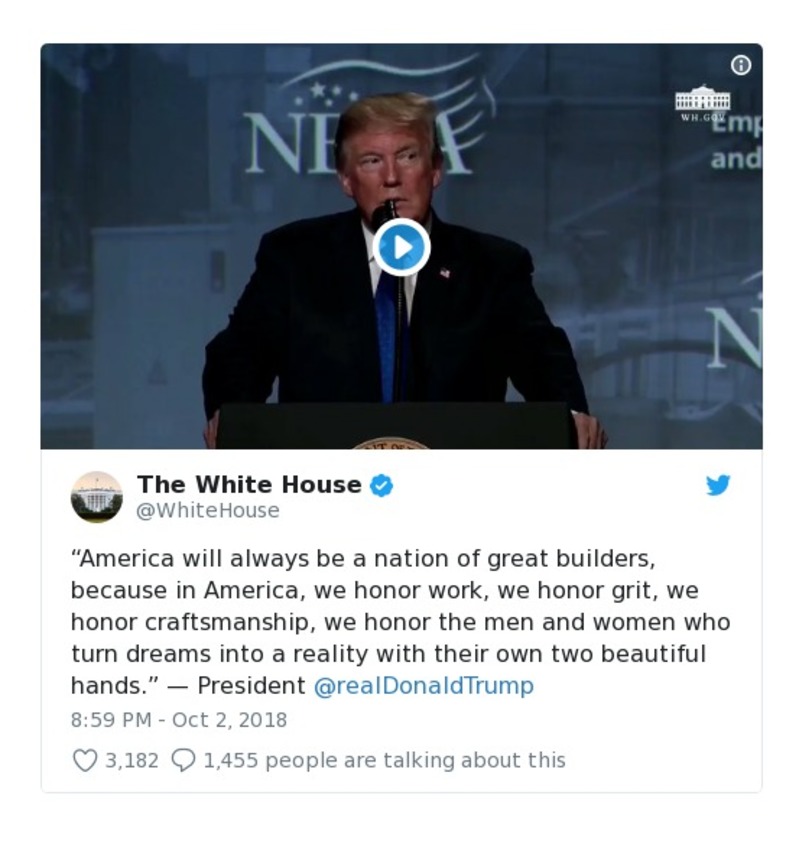 NE A
WH.GOV
Emp
and
N
The White House
@WhiteHouse
“America will always be a nation of great builders,
because in America, we honor work, we honor grit, we
honor craftsmanship, we honor the men and women who
turn dreams into a reality with their own two beautiful
hands.” — President @realDonaldTrump
8:59 PM - Oct 2, 2018
3,182 1,455 people are talking about this